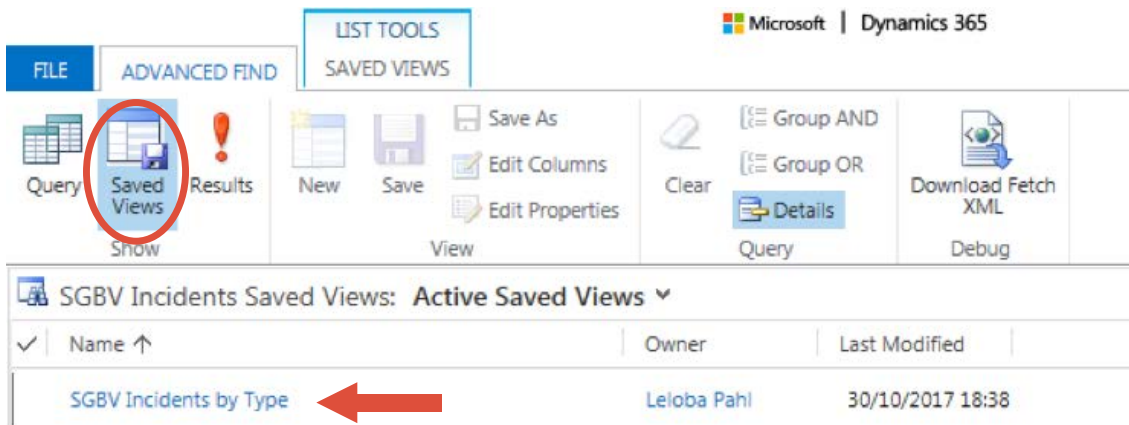 LIST TOOLS
Microsoft | Dynamics 365
FILE ADVANCED FIND SAVED VIEWS
Save As Group AND
Edit Columns Group OR
Query Saved Views Results New Save Clear Download Fetch XML
Edit Properties Details
Show View Query Debug
SGBV Incidents Saved Views: Active Saved Views
Name ↑ Owner Last Modified
SGBV Incidents by Type Leloba Pahl 30/10/2017 18:38